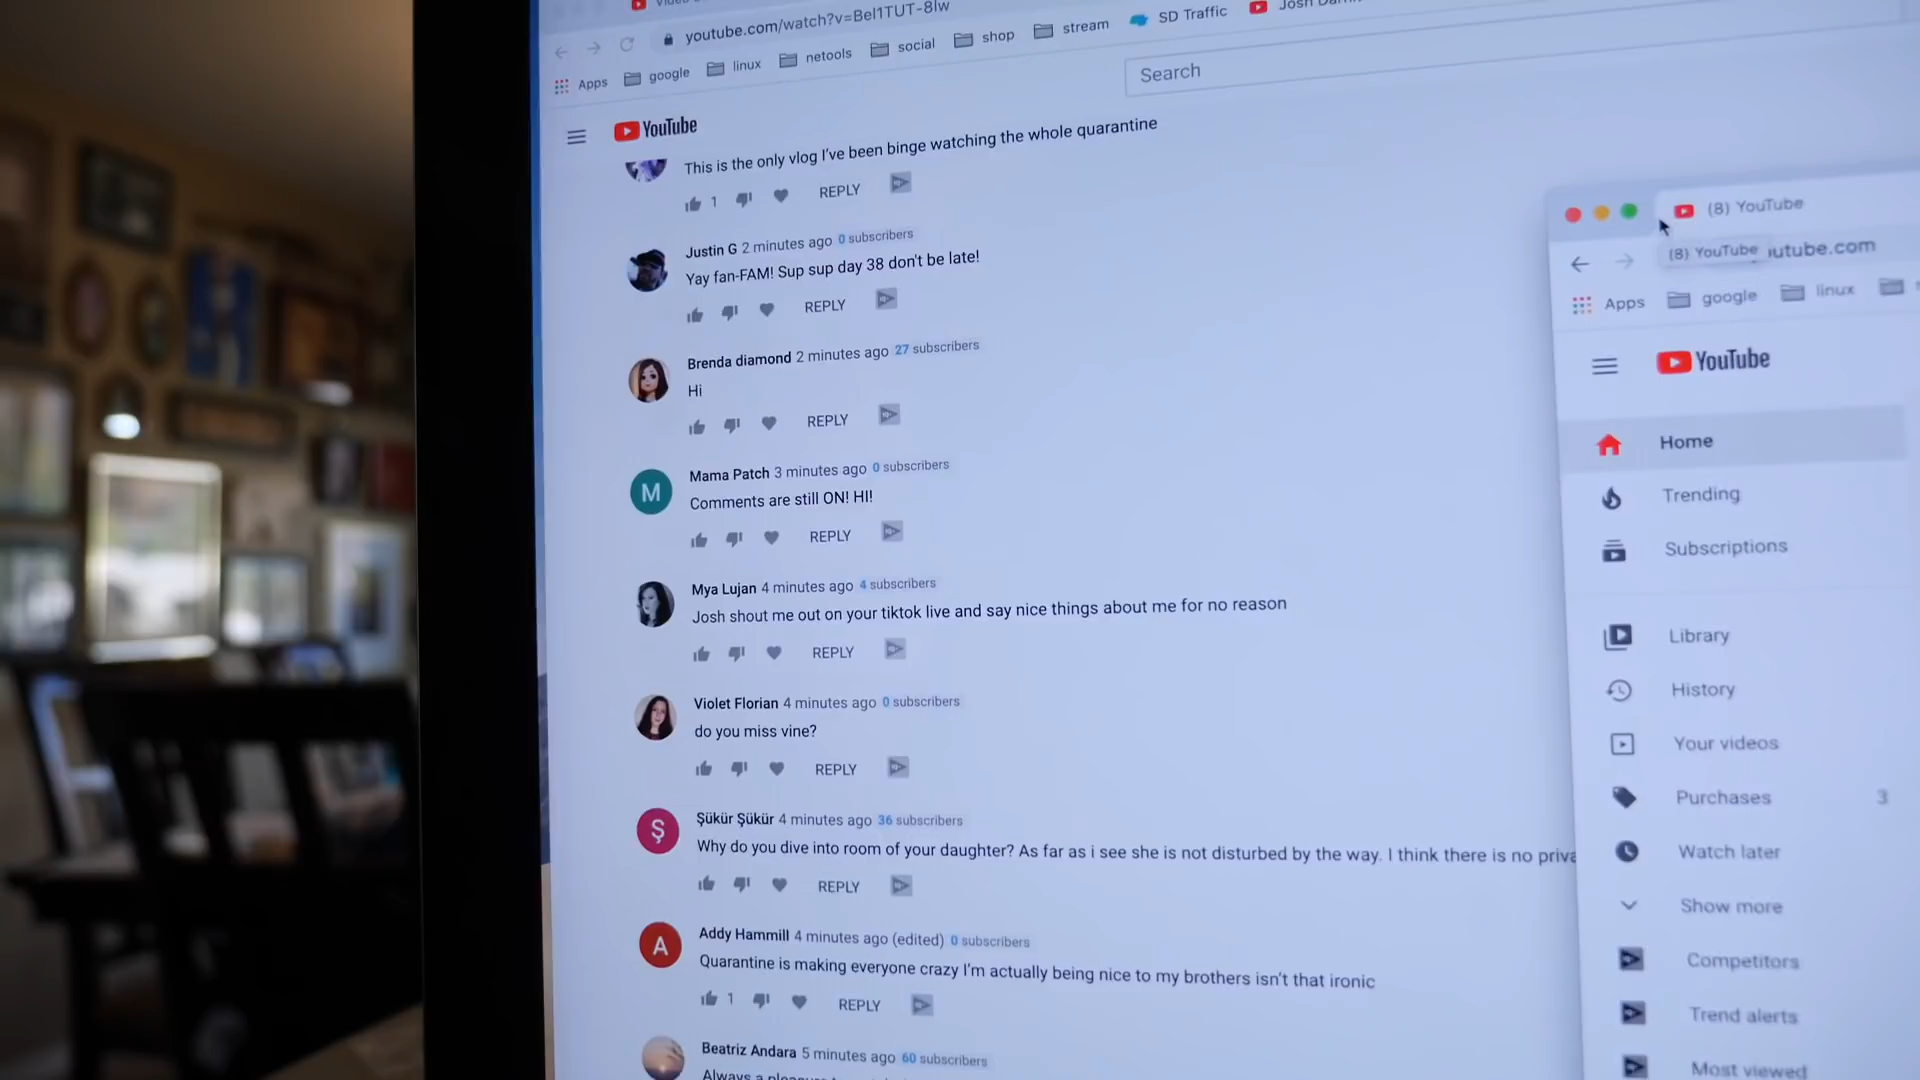 youtube.com/watch?v=Bel1TUT-8lw
Apps google linux netools social shop stream SD Traffic Josh
YouTube
Search
This is the only vlog I've been binge watching the whole quarantine
1 REPLY
Justin G 2 minutes ago 0 subscribers
Yay fan-FAM! Sup sup day 38 don't be late!
REPLY
Brenda diamond 2 minutes ago 27 subscribers
Hi
REPLY
M
Mama Patch 3 minutes ago 0 subscribers
Comments are still ON! HI!
REPLY
Mya Lujan 4 minutes ago 4 subscribers
Josh shout me out on your tiktok live and say nice things about me for no reason
REPLY
Violet Florian 4 minutes ago 0 subscribers
do you miss vine?
REPLY
Ş
Şükür Şükür 4 minutes ago 36 subscribers
Why do you dive into room of your daughter? As far as i see she is not disturbed by the way. I think there is no priva
REPLY
A
Addy Hammill 4 minutes ago (edited) 0 subscribers
Quarantine is making everyone crazy I'm actually being nice to my brothers isn't that ironic
1 REPLY
Beatriz Andara 5 minutes ago 60 subscribers
Always a
(8) YouTube
(8) YouTube utube.com
Apps google linux
YouTube
Home
Trending
Subscriptions
Library
History
Your videos
Purchases 3
Watch later
Show more
Competitors
Trend alerts
Most viewed